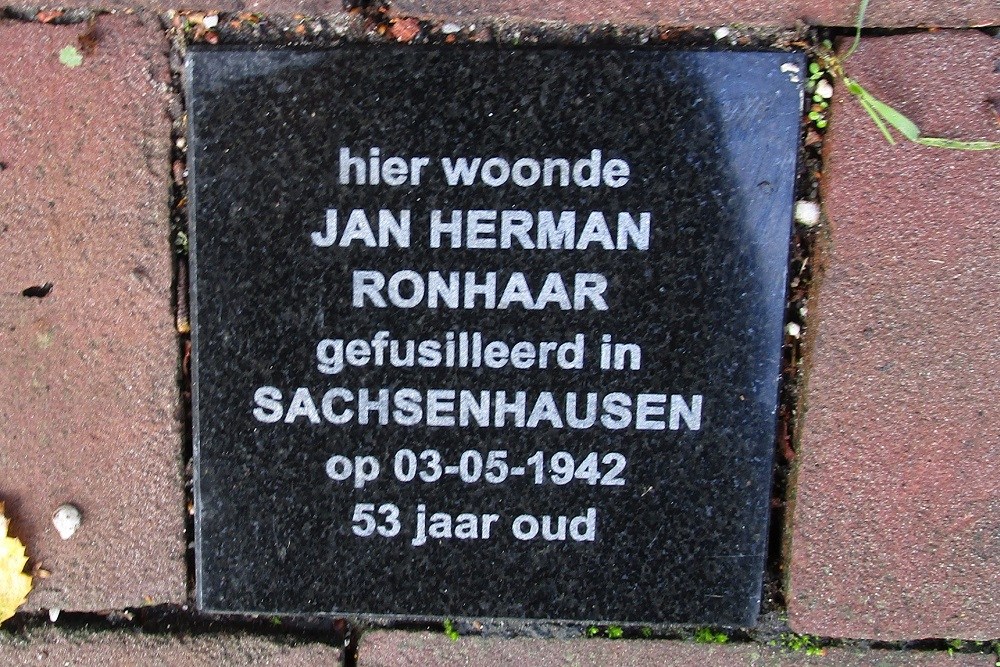 hier woonde
JAN HERMAN
RONHAAR
gefusilleerd in
SACHSENHAUSEN
op 03-05-1942
53 jaar oud